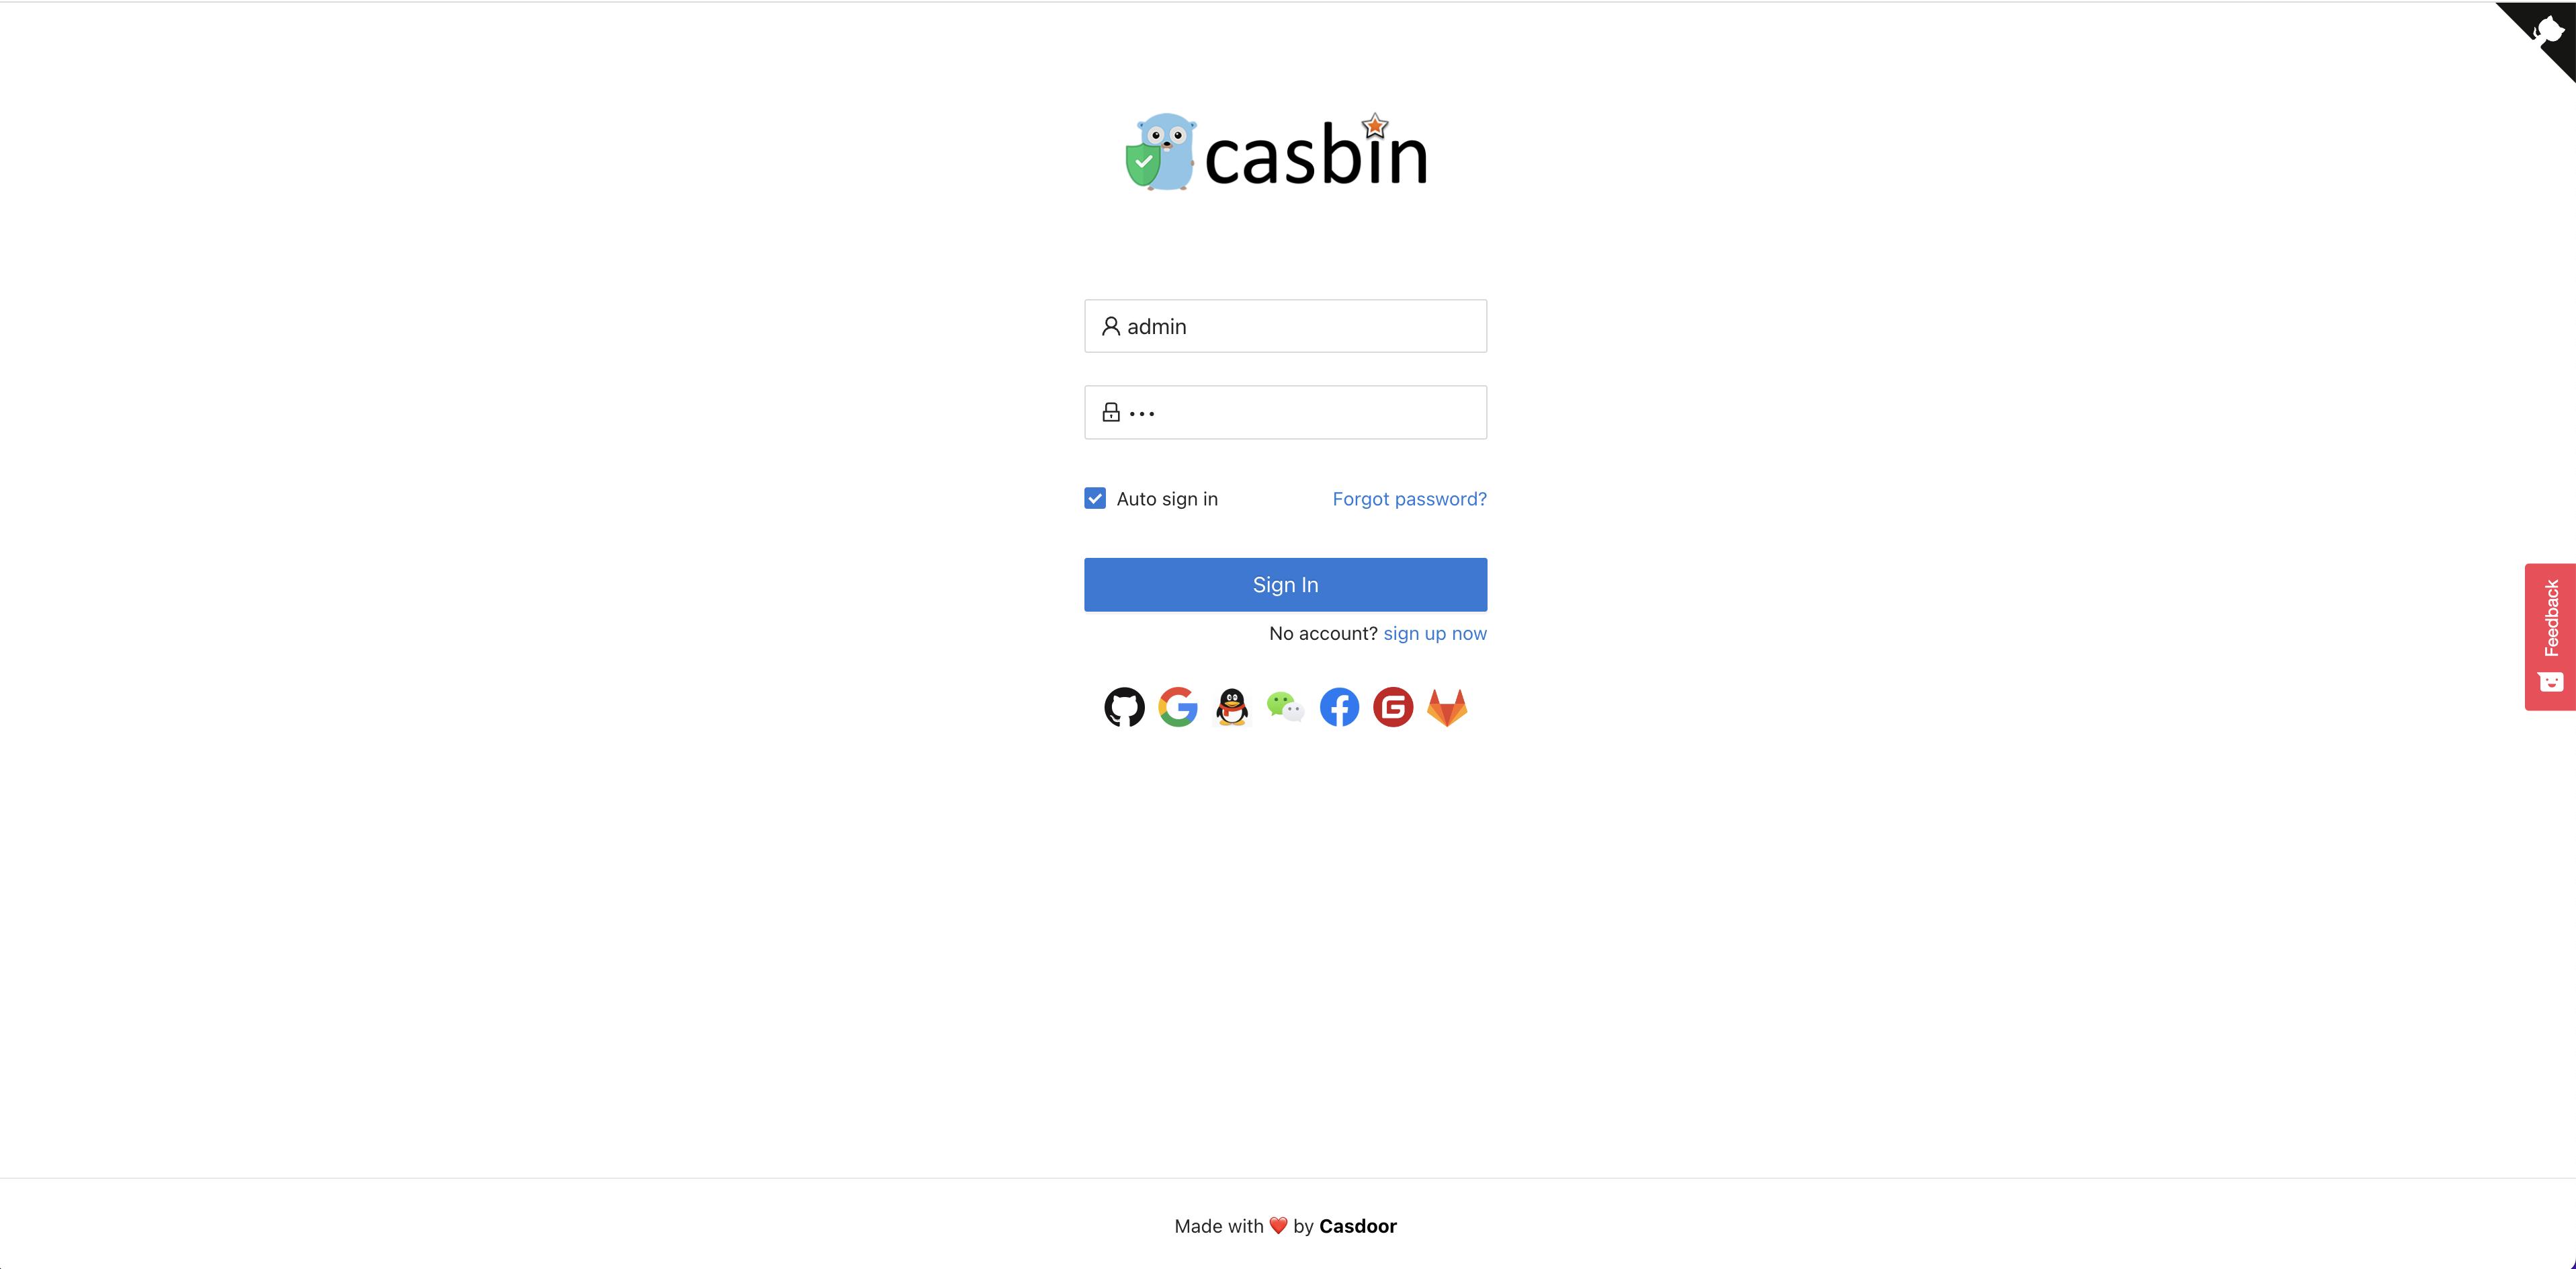 casbin
admin
•••
Auto sign in
Forgot password?
Sign In
No account? sign up now
Feedback
Made with ❤️ by Casdoor